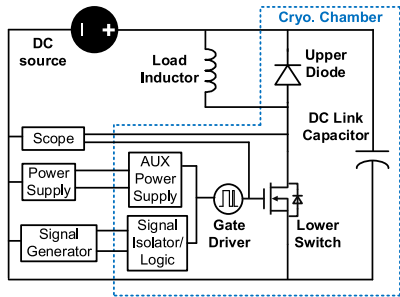 Cryo. Chamber
DC
source
Load
Inductor
Upper
Diode
DC Link
Capacitor
Scope
Power
Supply
AUX
Power
Supply
Signal
Generator
Signal
Isolator/
Logic
Gate
Driver
Lower
Switch